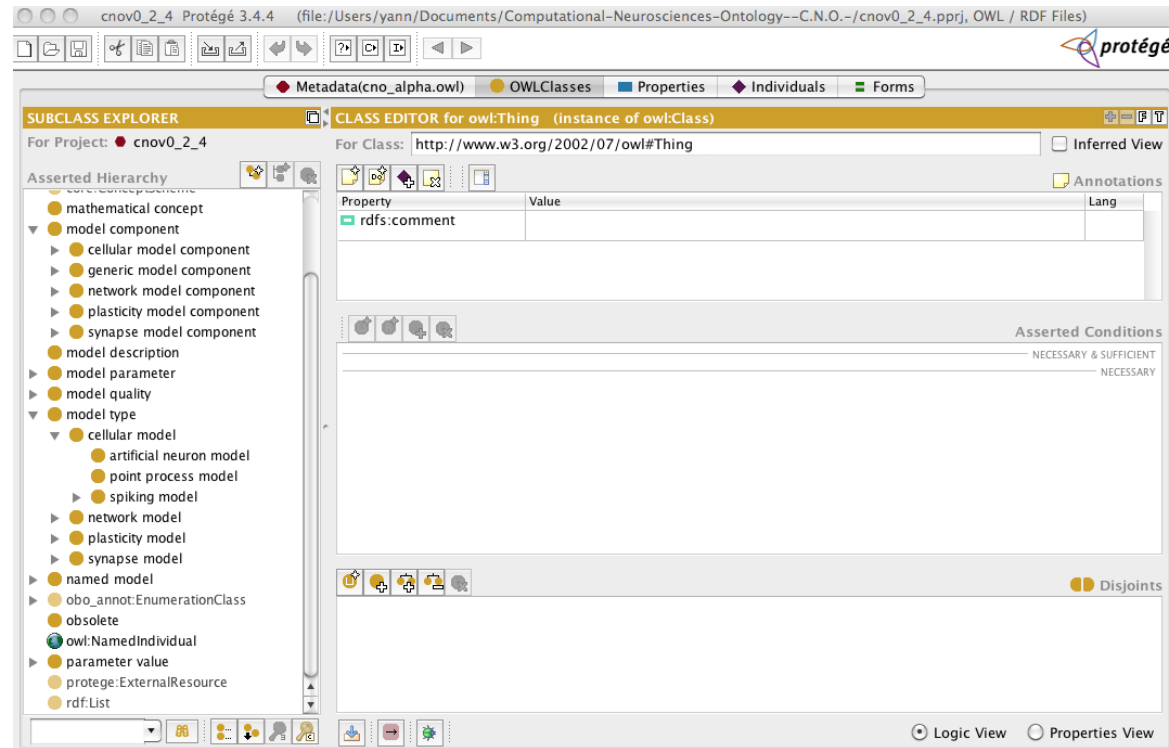 cnov0_2_4 Protégé 3.4.4 (file:/Users/yann/Documents/Computational-Neurosciences-Ontology--C.N.O.-/cnov0_2_4.pprj, OWL / RDF Files)
protégé
Metadata(cno_alpha.owl) OWLClasses Properties Individuals Forms
SUBCLASS EXPLORER
For Project: cnov0_2_4
Asserted Hierarchy
core:ConceptScheme
mathematical concept
model component
cellular model component
generic model component
network model component
plasticity model component
synapse model component
model description
model parameter
model quality
model type
cellular model
artificial neuron model
point process model
spiking model
network model
plasticity model
synapse model
named model
obo_annot:EnumerationClass
obsolete
owl:NamedIndividual
parameter value
protege:ExternalResource
rdf:List
CLASS EDITOR for owl:Thing (instance of owl:Class)
F T
For Class: http://www.w3.org/2002/07/owl#Thing Inferred View
Annotations
Property Value Lang
rdfs:comment
Asserted Conditions
NECESSARY & SUFFICIENT
NECESSARY
Disjoints
Logic View Properties View